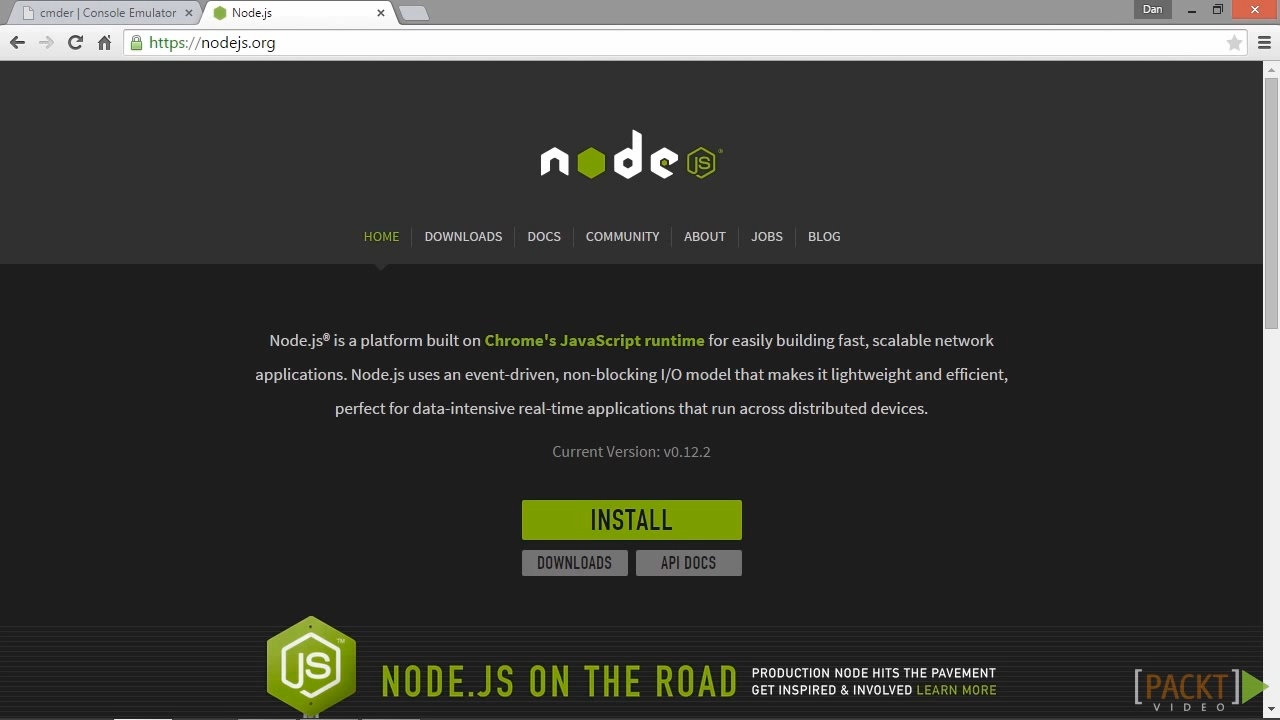 cmder | Console Emulator
Node.js
Dan
https://nodejs.org
node JS
HOME
DOWNLOADS
DOCS
COMMUNITY
ABOUT
JOBS
BLOG
Node.js® is a platform built on Chrome's JavaScript runtime for easily building fast, scalable network
applications. Node.js uses an event-driven, non-blocking I/O model that makes it lightweight and efficient,
perfect for data-intensive real-time applications that run across distributed devices.
Current Version: v0.12.2
INSTALL
DOWNLOADS
API DOCS
JS™
NODE.JS ON THE ROAD
PRODUCTION NODE HITS THE PAVEMENT
GET INSPIRED & INVOLVED LEARN MORE
[PACKT]
VIDEO